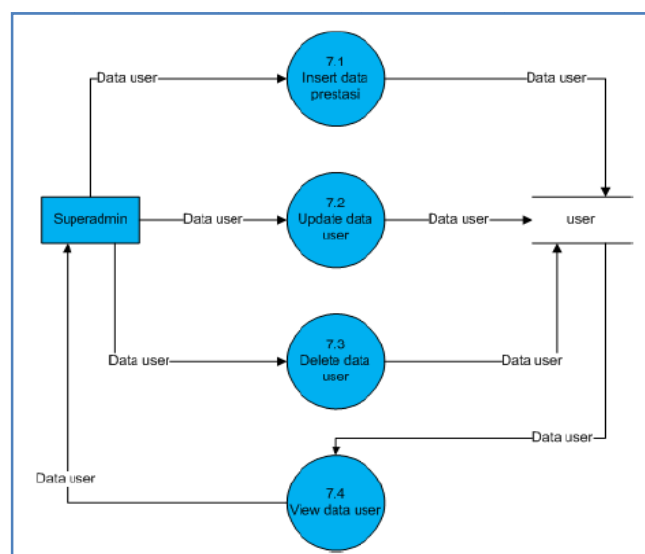 7.1
Insert data
prestasi
Data user
Data user
Superadmin
Data user
7.2
Update data
user
Data user
user
Data user
7.3
Delete data
user
Data user
Data user
Data user
7.4
View data user